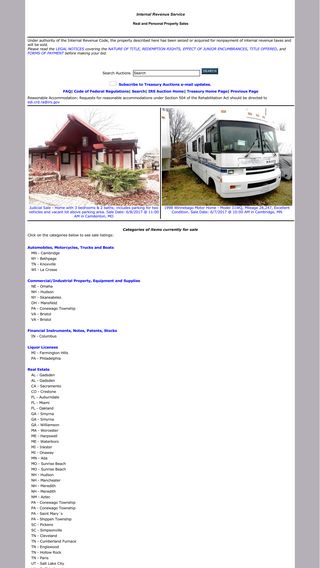 Internal Revenue Service
Real and Personal Property Sales
Under authority of the Internal Revenue Code, the property described here has been seized or acquired for nonpayment of internal revenue taxes and will be sold.
Please read the LEGAL NOTICES covering the NATURE OF TITLE, REDEMPTION RIGHTS, EFFECT OF JUNIOR ENCUMBRANCES, TITLE OFFERED, and FORMS OF PAYMENT before making your bid.
Search Auctions Search SEARCH
Subscribe to Treasury Auctions e-mail updates.
FAQ| Code of Federal Regulations| Search| IRS Auction Home| Treasury Home Page| Previous Page
Reasonable Accommodation: Requests for reasonable accommodations under Section 504 of the Rehabilitation Act should be directed to
edi.crd.ra@irs.gov
Judicial Sale - Home with 3 bedrooms & 2 baths; includes parking for two vehicles and vacant lot above parking area. Sale Date: 6/8/2017 @ 11:00 AM in Camdenton, MO
1998 Winnebago Motor Home - Model 31WQ, Mileage 26,247, Excellent Condition. Sale Date: 6/7/2017 @ 10:00 AM in Cambridge, MN
Categories of items currently for sale
Click on the categories below to see sale listings:
Automobiles, Motorcycles, Trucks and Boats
MN - Cambridge
NY - Bethpage
TN - Knoxville
WI - La Crosse
Commercial/Industrial Property, Equipment and Supplies
NE - Omaha
NH - Hudson
NY - Skaneateles
OH - Mansfield
PA - Conewago Township
VA - Bristol
VA - Bristol
Financial Instruments, Notes, Patents, Stocks
IN - Columbus
Liquor Licenses
MI - Farmington Hills
PA - Philadelphia
Real Estate
AL - Gadsden
AL - Gadsden
CA - Sacramento
CO - Crestone
FL - Auburndale
FL - Miami
FL - Oakland
GA - Smyrna
GA - Smyrna
GA - Williamson
MA - Worcester
ME - Harpswell
ME - Waterboro
MI - Inkster
MI - Onaway
MN - Ada
MO - Sunrise Beach
MO - Sunrise Beach
NH - Hudson
NH - Manchester
NH - Meredith
NH - Meredith
NM - Aztec
PA - Conewago Township
PA - Conewago Township
PA - Saint Mary`s
PA - Shippen Township
SC - Pickens
SC - Simpsonville
TN - Cleveland
TN - Cumberland Furnace
TN - Englewood
TN - Hollow Rock
TN - Paris
UT - Salt Lake City